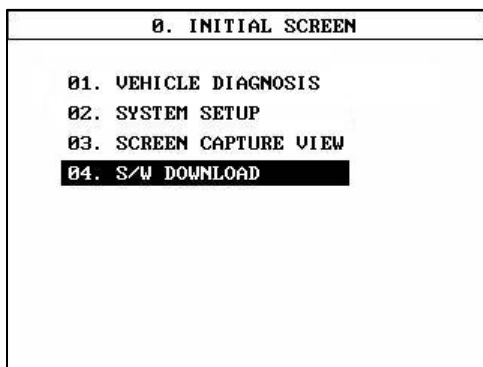 0. INITIAL SCREEN
01. VEHICLE DIAGNOSIS
02. SYSTEM SETUP
03. SCREEN CAPTURE VIEW
04. S/W DOWNLOAD